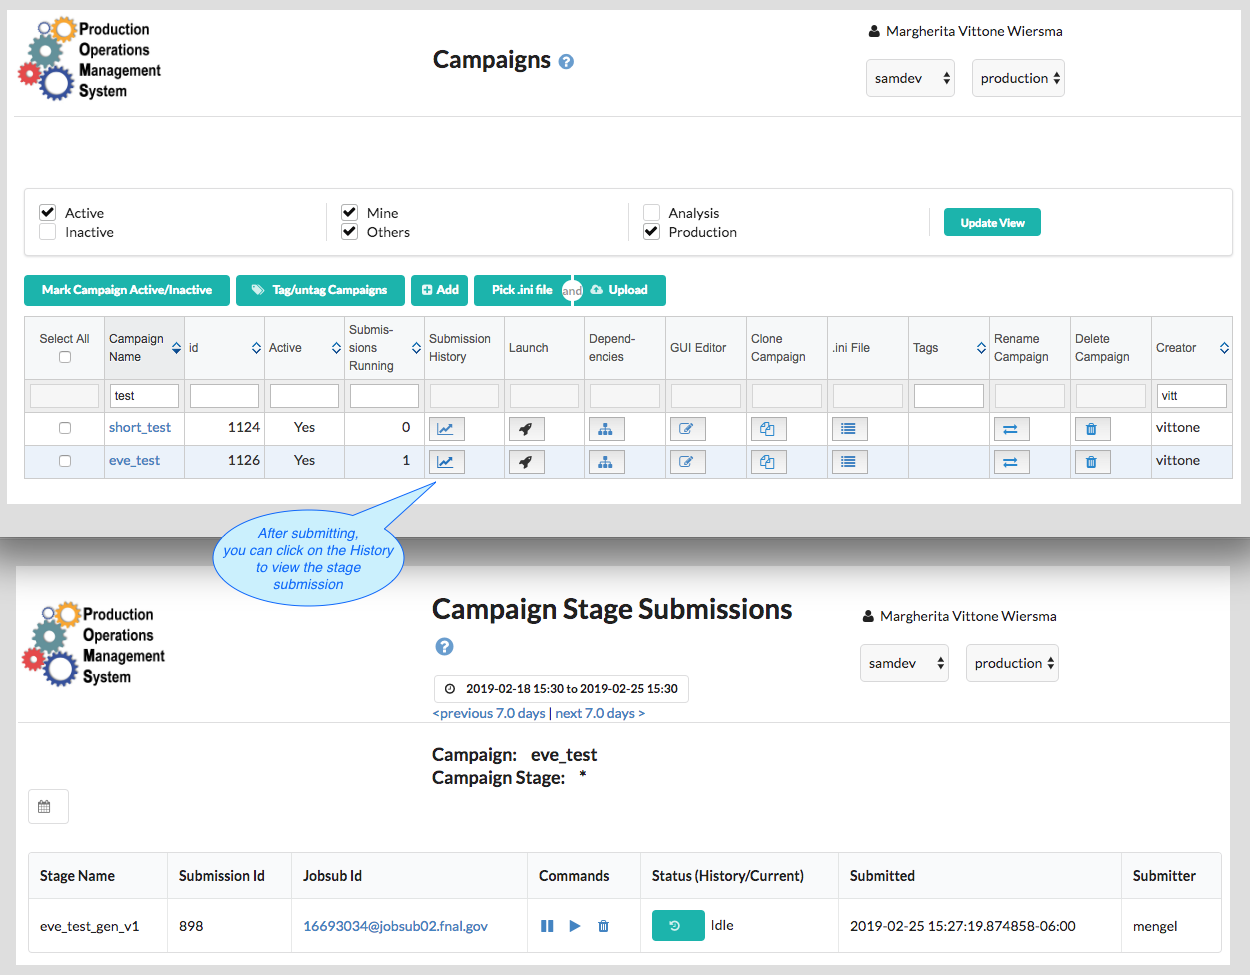 Production
Operations
Management
System
Campaigns ?
Margherita Vittone Wiersma
samdev production
Active
Inactive
Mine
Others
Analysis
Production
Update View
Mark Campaign Active/Inactive Tag/untag Campaigns Add Pick .ini file and Upload
Select All
Campaign
Name
id
Active
Submis-
sions
Running
Submission
History
Launch
Depend-
encies
GUI Editor
Clone
Campaign
.ini File
Tags
Rename
Campaign
Delete
Campaign
Creator
test vitt
short_test 1124 Yes 0 vittone
eve_test 1126 Yes 1 vittone
After submitting,
you can click on the History
to view the stage
submission
Production
Operations
Management
System
Campaign Stage Submissions
?
Margherita Vittone Wiersma
samdev production
2019-02-18 15:30 to 2019-02-25 15:30
<previous 7.0 days | next 7.0 days >
Campaign: eve_test
Campaign Stage: *
Stage Name Submission Id Jobsub Id Commands Status (History/Current) Submitted Submitter
eve_test_gen_v1 898 16693034@jobsub02.fnal.gov Idle 2019-02-25 15:27:19.874858-06:00 mengel